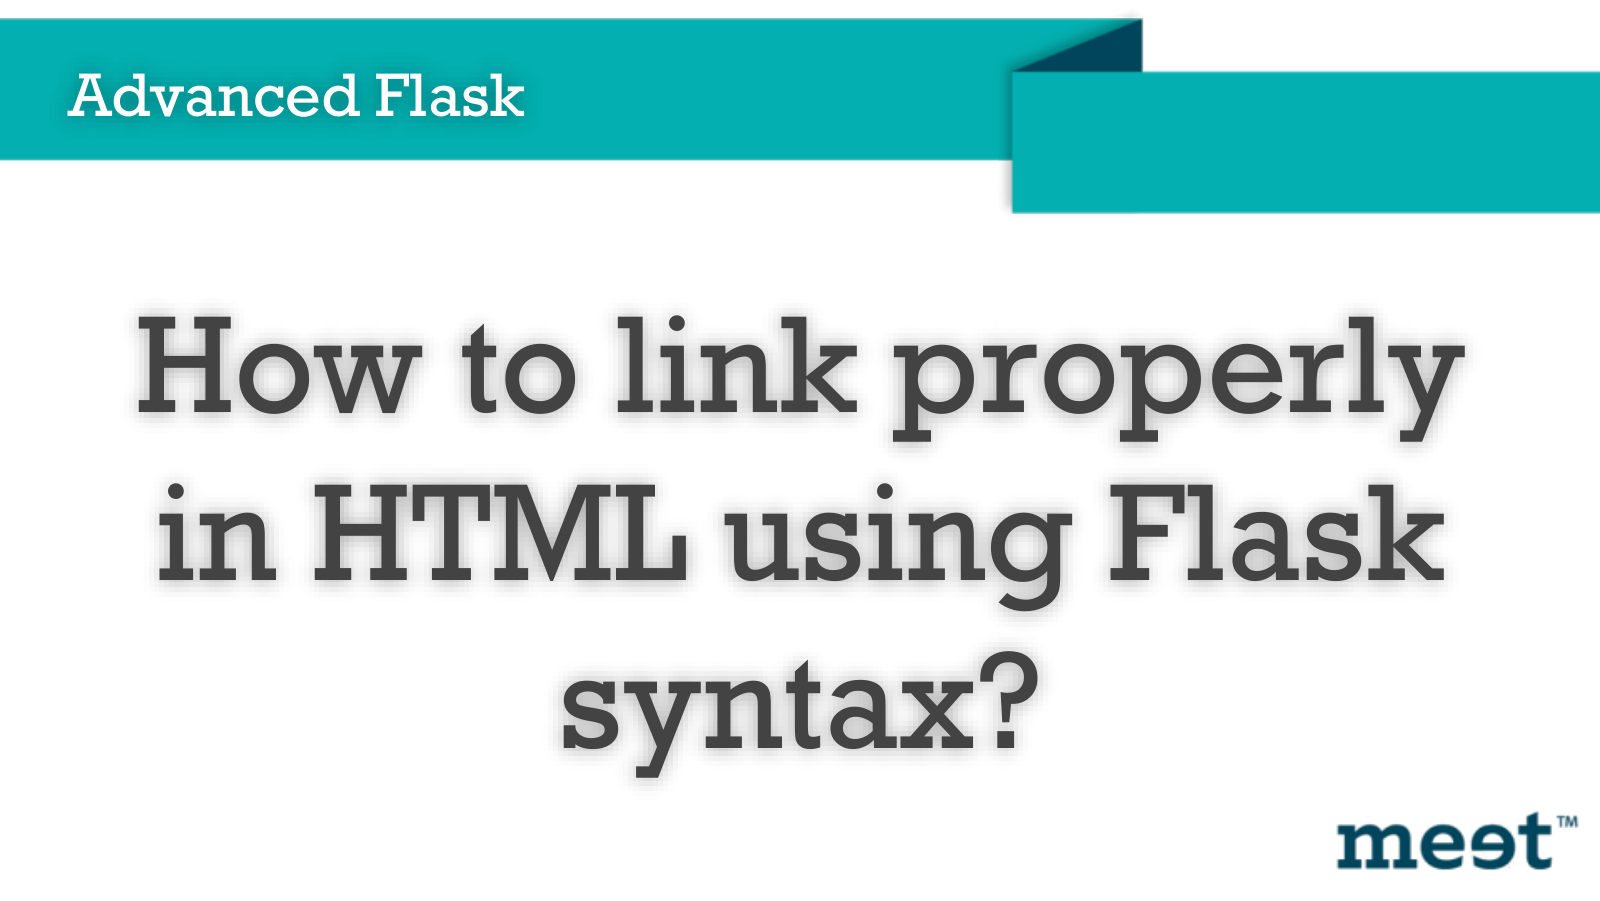 Advanced Flask
How to link properly
in HTML using Flask
syntax?
meet™